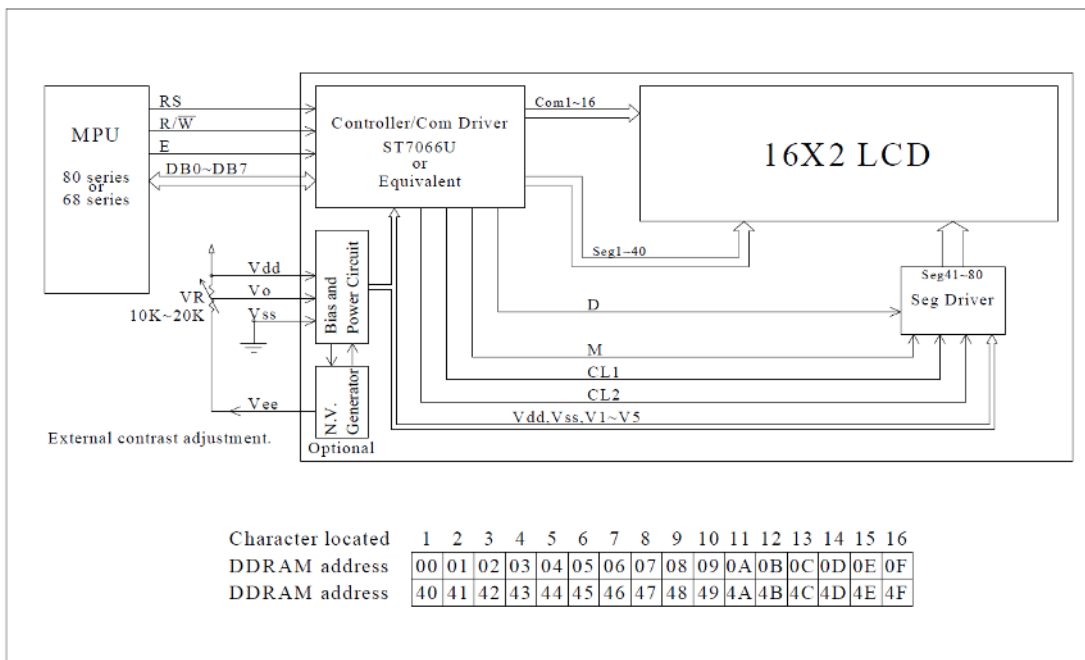 MPU
80 series
or
68 series
RS
R/W
E
DB0~DB7
Controller/Com Driver
ST7066U
or
Equivalent
Com1~16
16X2 LCD
Seg1~40
Seg41~80
Seg Driver
D
M
CL1
CL2
Vdd,Vss,V1~V5
Vdd
Vo
Vss
VR
10K~20K
Bias and
Power Circuit
N.V.
Generator
Optional
Vee
External contrast adjustment.
Character located 1 2 3 4 5 6 7 8 9 10 11 12 13 14 15 16
DDRAM address 00 01 02 03 04 05 06 07 08 09 0A 0B 0C 0D 0E 0F
DDRAM address 40 41 42 43 44 45 46 47 48 49 4A 4B 4C 4D 4E 4F